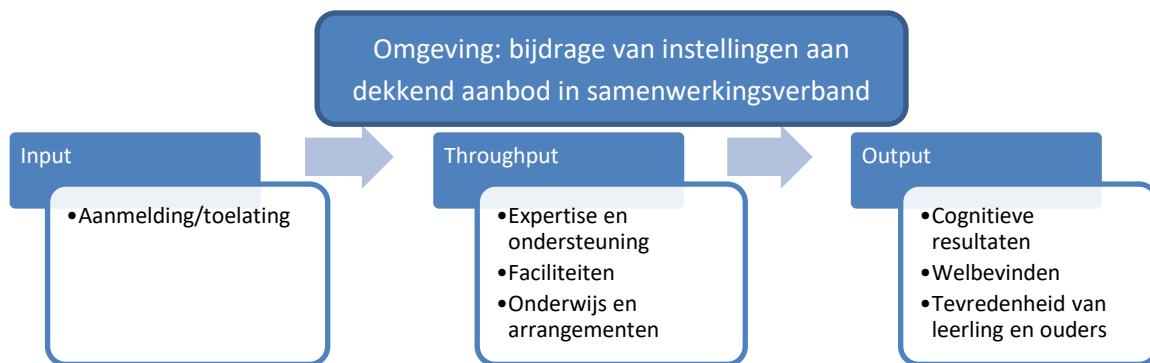 Omgeving: bijdrage van instellingen aan
dekkend aanbod in samenwerkingsverband
Input
•Aanmelding/toelating
Throughput
•Expertise en
ondersteuning
•Faciliteiten
•Onderwijs en
arrangementen
Output
•Cognitieve
resultaten
•Welbevinden
•Tevredenheid van
leerling en ouders